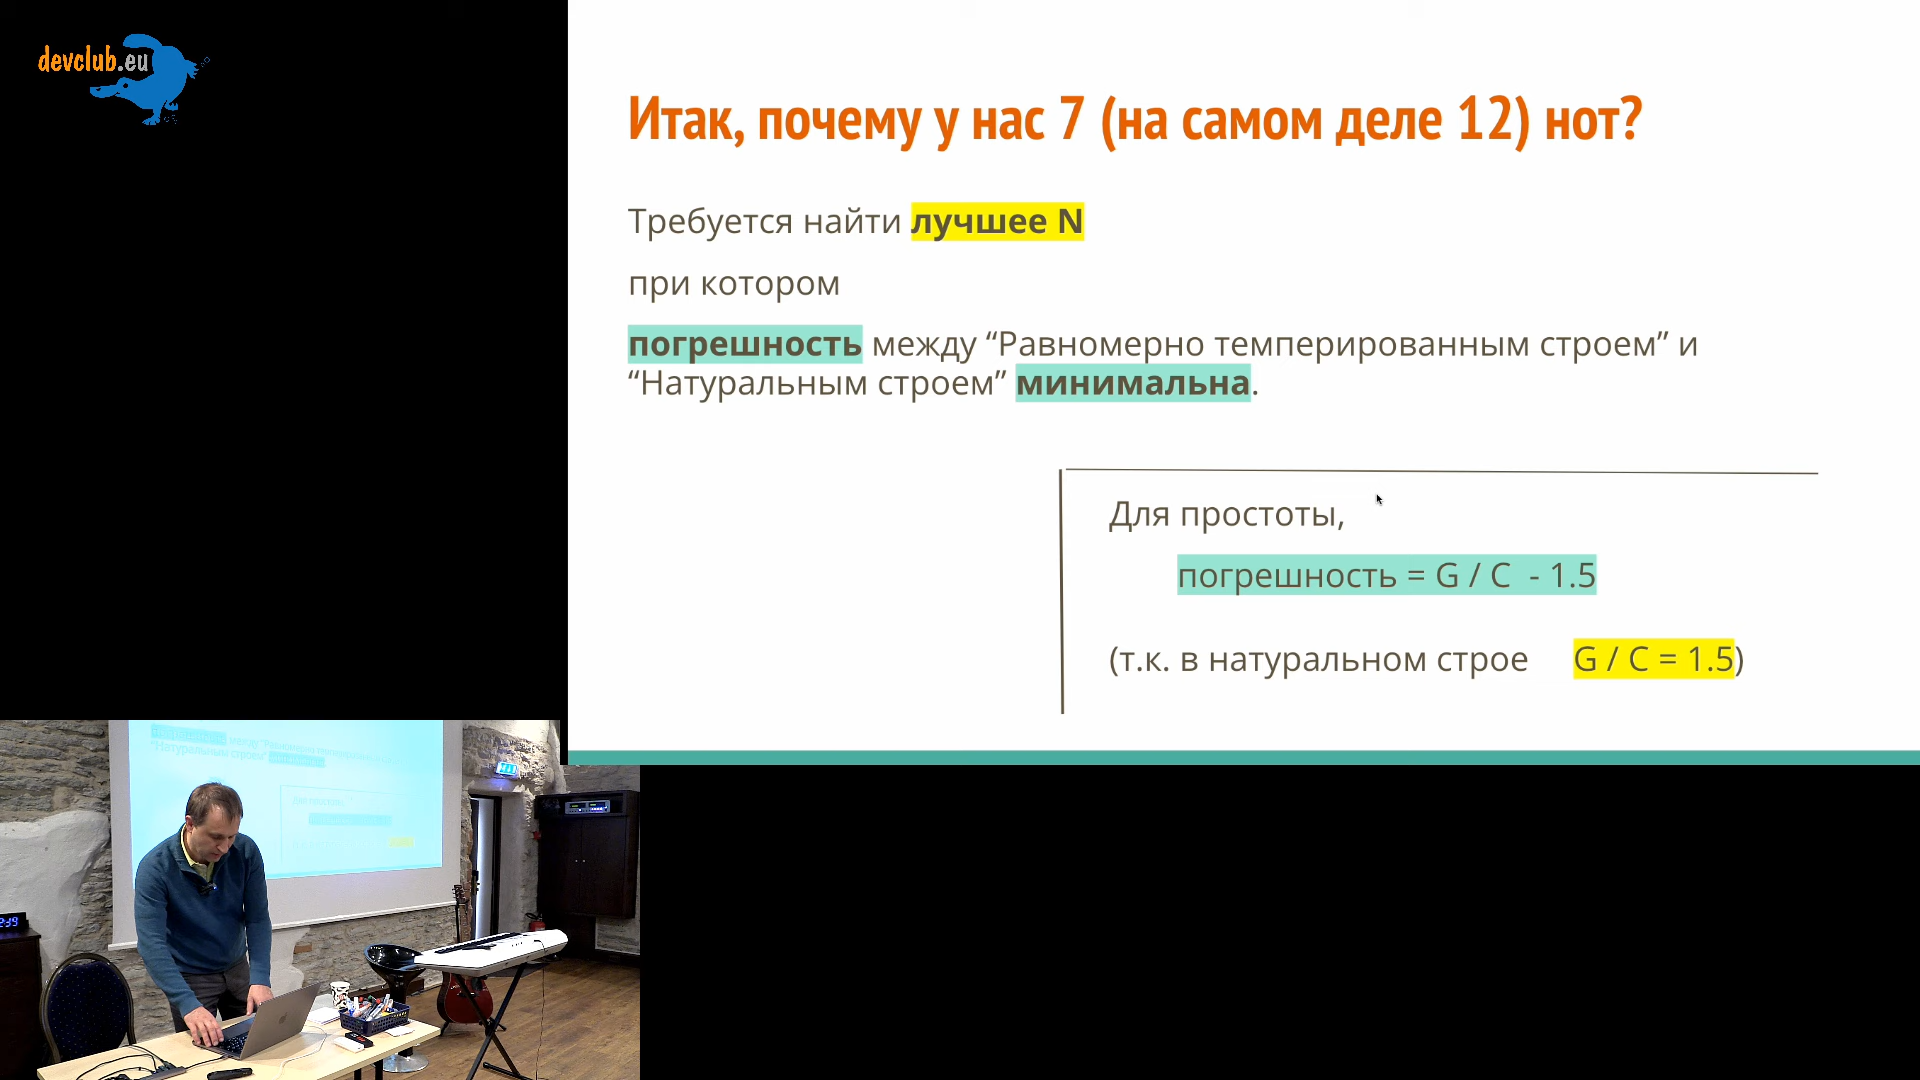 devclub.eu
Итак, почему у нас 7 (на самом деле 12) нот?
Требуется найти лучшее N
при котором
погрешность между “Равномерно темперированным строем” и
“Натуральным строем” минимальна.
Для простоты,
погрешность = G / C - 1.5
(т.к. в натуральном строе G / C = 1.5)